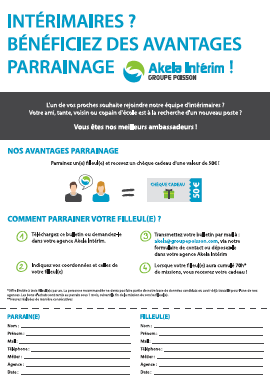 INTÉRIMAIRES ?
BÉNÉFICIEZ DES AVANTAGES
PARRAINAGE Akela Intérim !
GROUPE POISSON
L'un de vos proches souhaite rejoindre notre équipe d'intérimaires ?
Votre ami, tante, voisin ou copain d'école est à la recherche d'un nouveau poste ?
Vous êtes nos meilleurs ambassadeurs !
NOS AVANTAGES PARRAINAGE
Parrainez un(s) filleul(s) et recevez un chèque cadeau d'une valeur de 50€ !
=
CHÈQUE CADEAU
50 €
COMMENT PARRAINER VOTRE FILLEUL(E) ?
1 Téléchargez ce bulletin ou demandez-le
dans votre agence Akela Intérim.
2 Indiquez vos coordonnées et celles de
votre filleul(e)
3 Transmettez votre bulletin par mail à :
akela@groupepoisson.com, via notre
formulaire de contact ou déposez-le
dans votre agence Akela Intérim
4 Lorsque votre filleul(e) aura cumulé 70h*
de missions, vous recevrez votre cadeau !
PARRAIN(E)
Nom :
Prénom :
Mail :
Téléphone :
Métier :
Agence :
Date :
FILLEUL(E)
Nom :
Prénom :
Mail :
Téléphone :
Métier :
Agence :
Date :